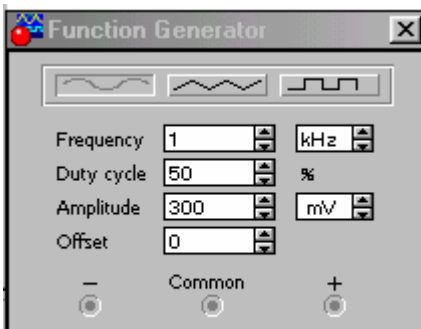 Function Generator
Frequency 1 kHz
Duty cycle 50 %
Amplitude 300 mV
Offset 0
− Common +